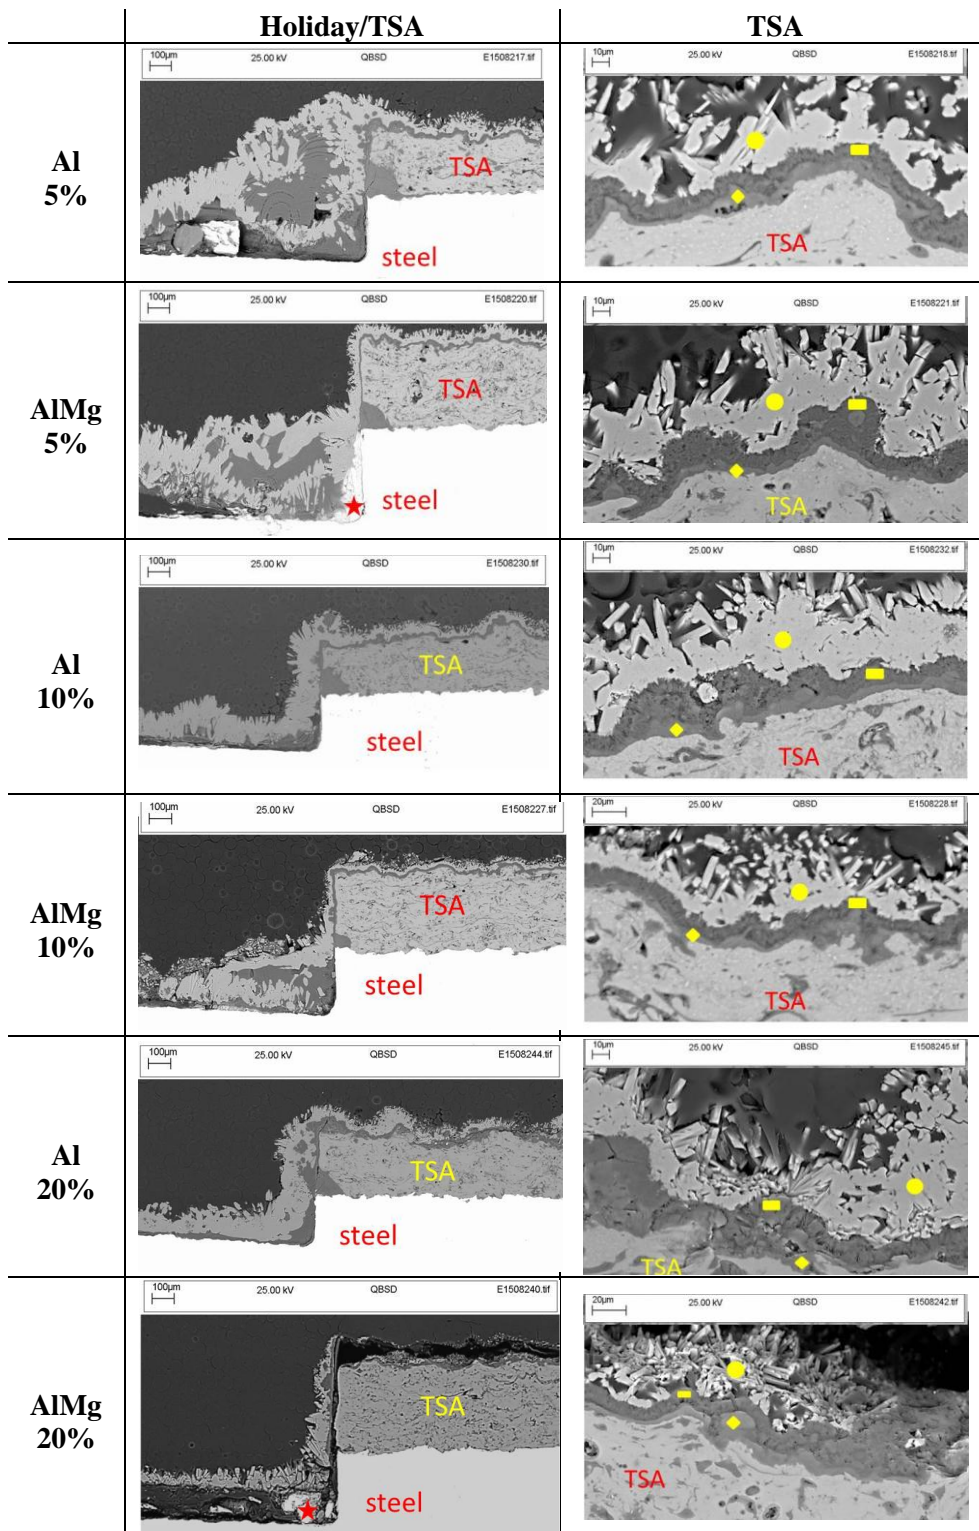 Holiday/TSA
TSA
Al
5%
100µm 25.00 kV QBSD E1508217.tif
TSA
steel
10µm 25.00 kV QBSD E1508218.tif
TSA
AlMg
5%
100µm 25.00 kV QBSD E1508220.tif
TSA
steel
10µm 25.00 kV QBSD E1508221.tif
TSA
Al
10%
100µm 25.00 kV QBSD E1508230.tif
TSA
steel
10µm 25.00 kV QBSD E1508232.tif
TSA
AlMg
10%
100µm 25.00 kV QBSD E1508227.tif
TSA
steel
20µm 25.00 kV QBSD E1508228.tif
TSA
Al
20%
100µm 25.00 kV QBSD E1508244.tif
TSA
steel
10µm 25.00 kV QBSD E1508245.tif
TSA
AlMg
20%
100µm 25.00 kV QBSD E1508240.tif
TSA
steel
20µm 25.00 kV QBSD E1508242.tif
TSA